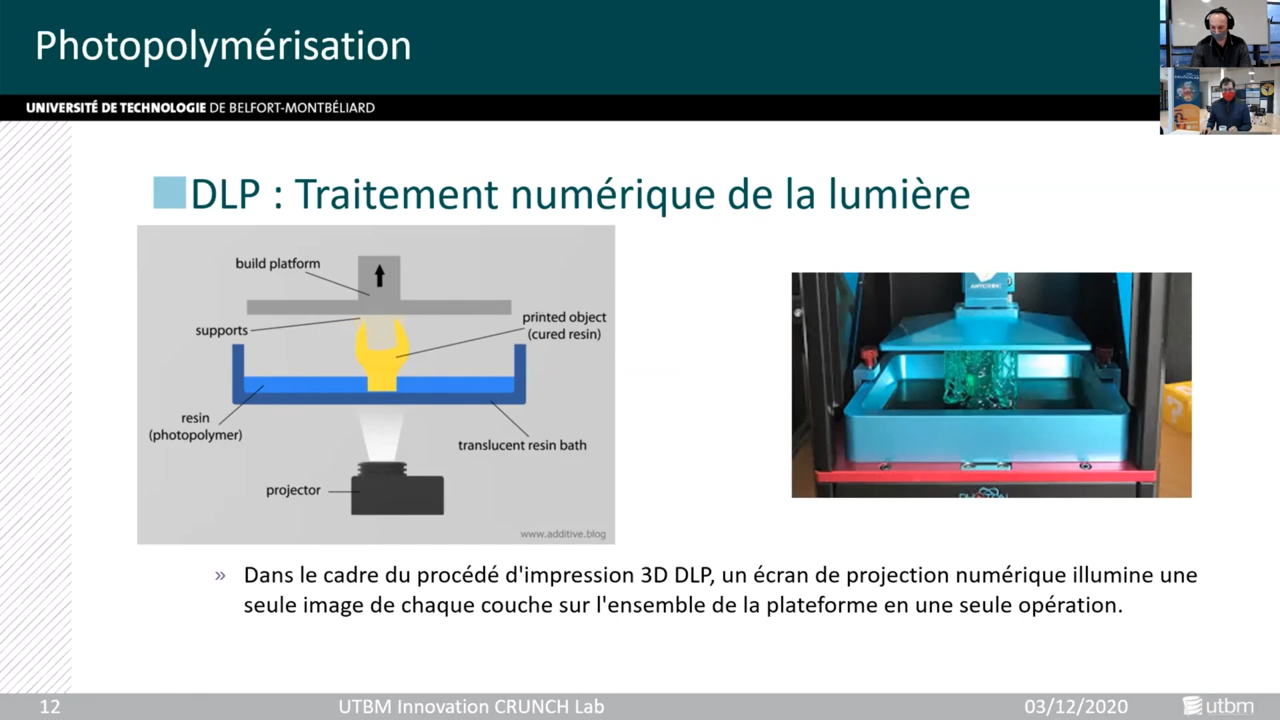 Photopolymérisation
UNIVERSITÉ DE TECHNOLOGIE DE BELFORT-MONTBÉLIARD
DLP : Traitement numérique de la lumière
build platform
supports
printed object
(cured resin)
resin
(photopolymer)
translucent resin bath
projector
www.additive.blog
ANYCUBIC
PHOTON
» Dans le cadre du procédé d'impression 3D DLP, un écran de projection numérique illumine une
seule image de chaque couche sur l'ensemble de la plateforme en une seule opération.
12
UTBM Innovation CRUNCH Lab
03/12/2020
utbm